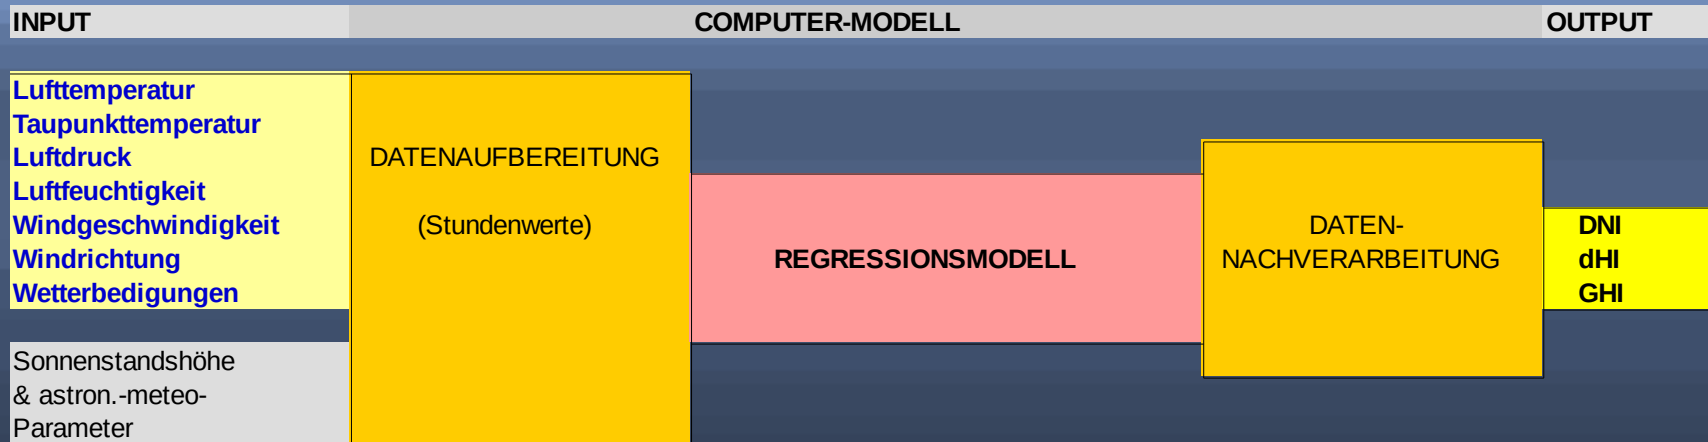 INPUT
COMPUTER-MODELL
OUTPUT
Lufttemperatur
Taupunkttemperatur
Luftdruck
Luftfeuchtigkeit
Windgeschwindigkeit
Windrichtung
Wetterbedigungen
Sonnenstandshöhe
& astron.-meteo-
Parameter
DATENAUFBEREITUNG
(Stundenwerte)
REGRESSIONSMODELL
DATEN-
NACHVERARBEITUNG
DNI
dHI
GHI